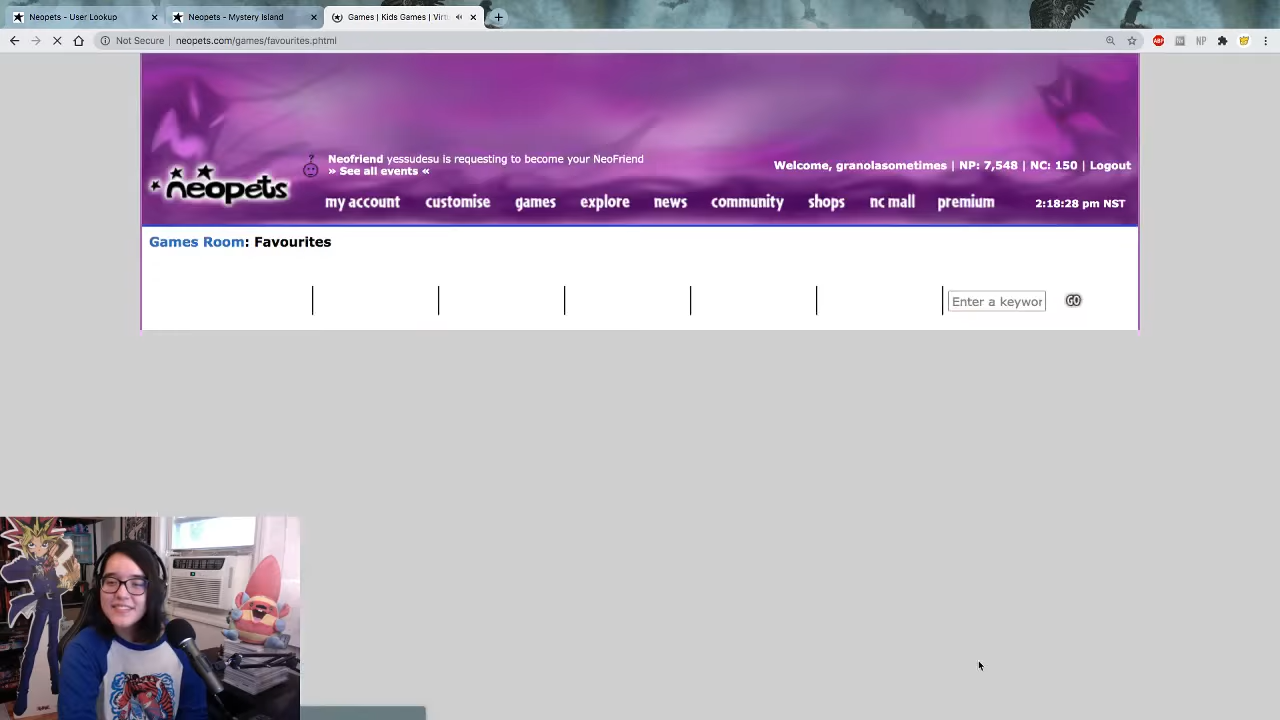 Neopets - User Lookup
Neopets - Mystery Island
Games | Kids Games | Virtu
Not Secure | neopets.com/games/favourites.phtml
ABP
NP
Neofriend yessudesu is requesting to become your NeoFriend
» See all events «
Welcome, granolasometimes | NP: 7,548 | NC: 150 | Logout
neopets
my account customise games explore news community shops nc mall premium 2:18:28 pm NST
Games Room: Favourites
Enter a keywor GO